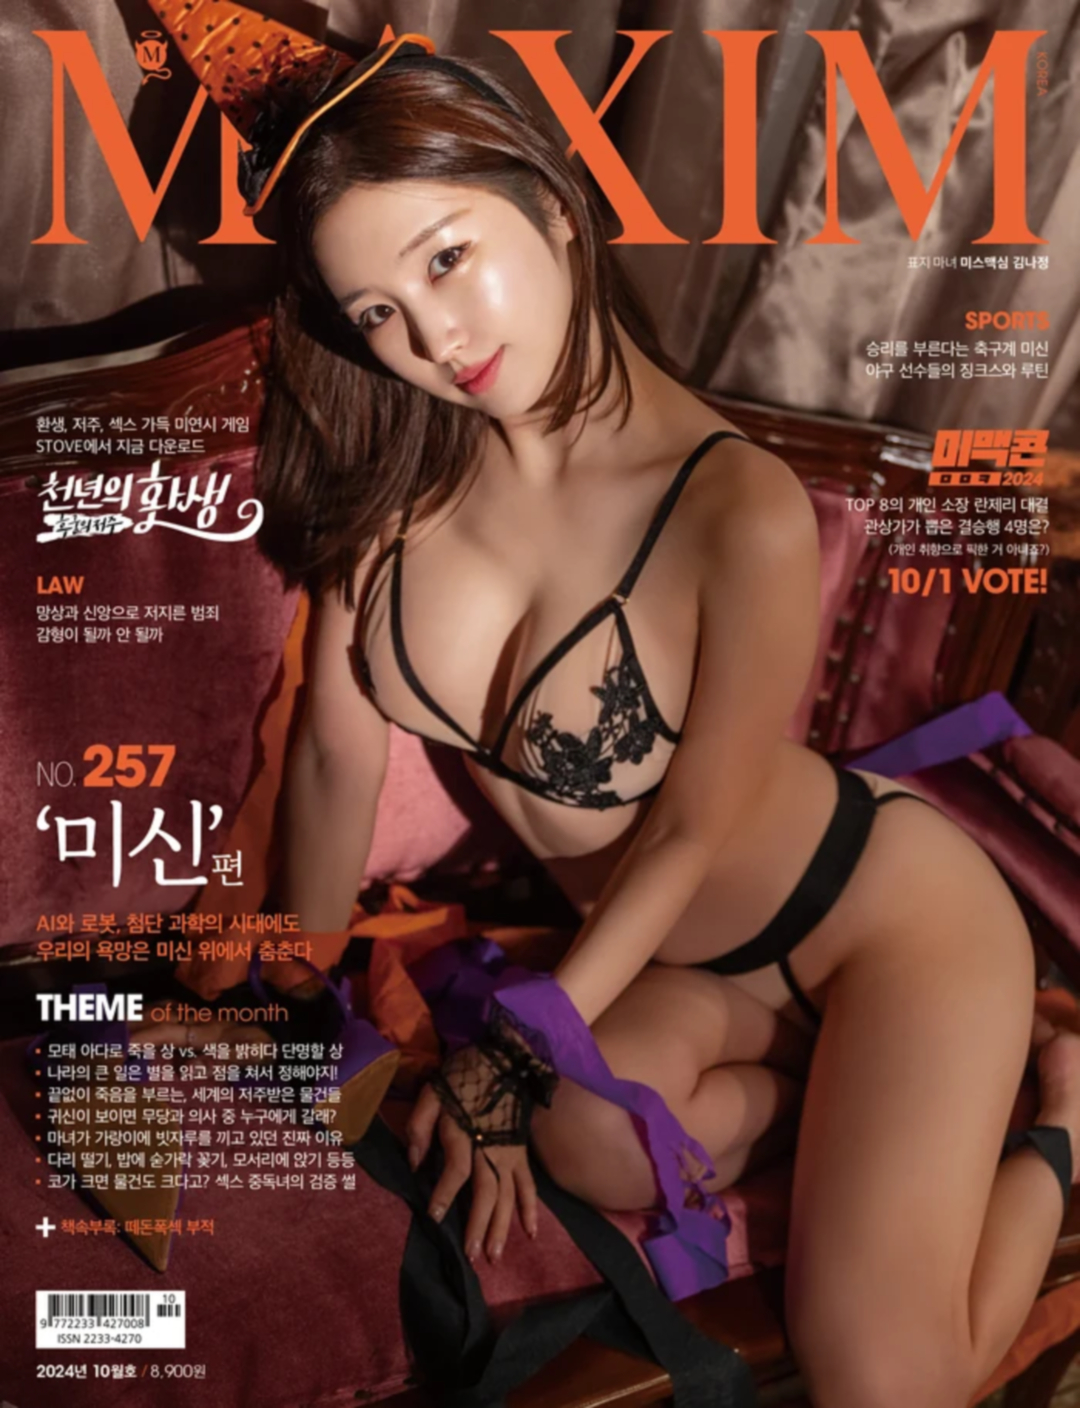 MAXIM
KOREA
M
표지 마녀 미스맥심 김나정
SPORTS
승리를 부른다는 축구계 미신
야구 선수들의 징크스와 루틴
환생, 저주, 섹스 가득 미연시 게임
STOVE에서 지금 다운로드
천년의 환생
흑의 저주
미맥콘
2024
TOP 8의 개인 소장 란제리 대결
관상가가 뽑은 결승행 4명은?
(개인 취향으로 픽한 거 아녀죠?)
10/1 VOTE!
LAW
망상과 신앙으로 저지른 범죄
감형이 될까 안 될까
NO. 257
‘미신’편
AI와 로봇, 첨단 과학의 시대에도
우리의 욕망은 미신 위에서 춤춘다
THEME of the month
▪ 모태 아다로 죽을 상 vs. 색을 밝히다 단명할 상
▪ 나라의 큰 일은 별을 읽고 점을 쳐서 정해야지!
▪ 끝없이 죽음을 부르는, 세계의 저주받은 물건들
▪ 귀신이 보이면 무당과 의사 중 누구에게 갈래?
▪ 마녀가 가랑이에 빗자루를 끼고 있던 진짜 이유
▪ 다리 떨기, 밥에 숟가락 꽂기, 모서리에 앉기 등등
▪ 코가 크면 물건도 크다고? 섹스 중독녀의 검증 썰
+ 책속부록: 떼돈폭섹 부적
10
9 772233 427008
ISSN 2233-4270
2024년 10월호 / 8,900원